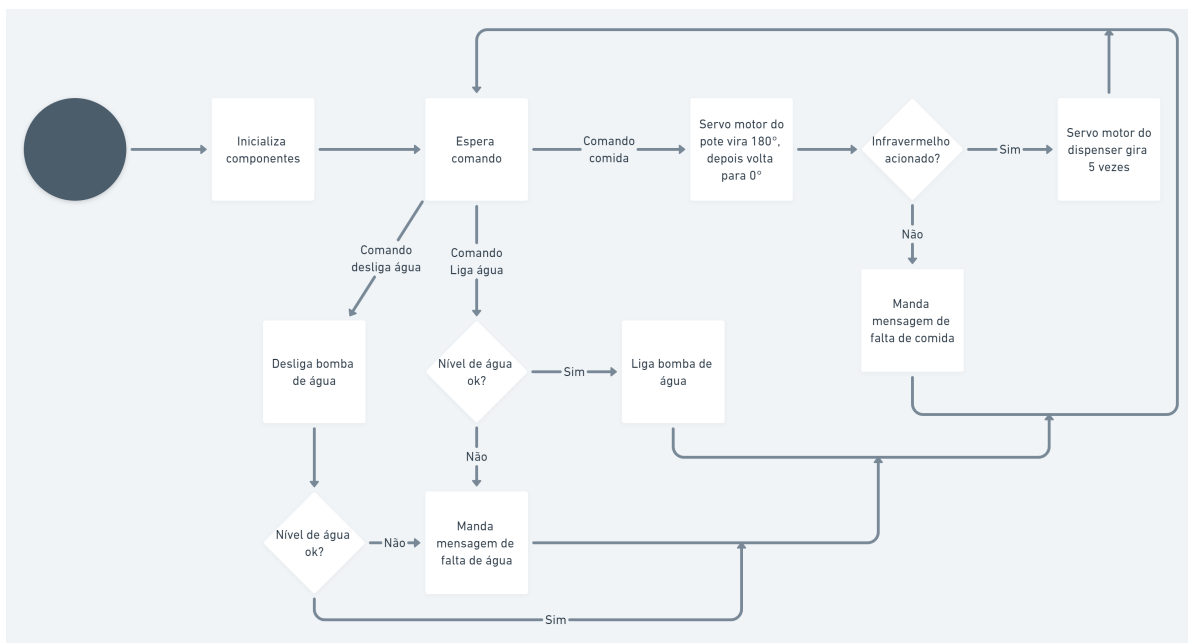 Inicializa
componentes
Espera
comando
Comando
comida
Servo motor do
pote vira 180°,
depois volta
para 0°
Infravermelho
acionado?
Sim
Servo motor do
dispenser gira
5 vezes
Não
Manda
mensagem de
falta de comida
Comando
desliga água
Comando
Liga água
Desliga bomba
de água
Nível de água
ok?
Sim
Liga bomba de
água
Não
Nível de água
ok?
Não
Manda
mensagem de
falta de água
Sim